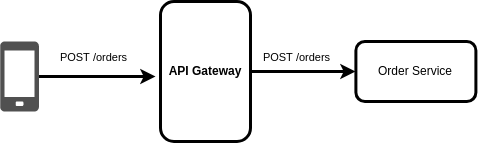 POST /orders
API Gateway
POST /orders
Order Service